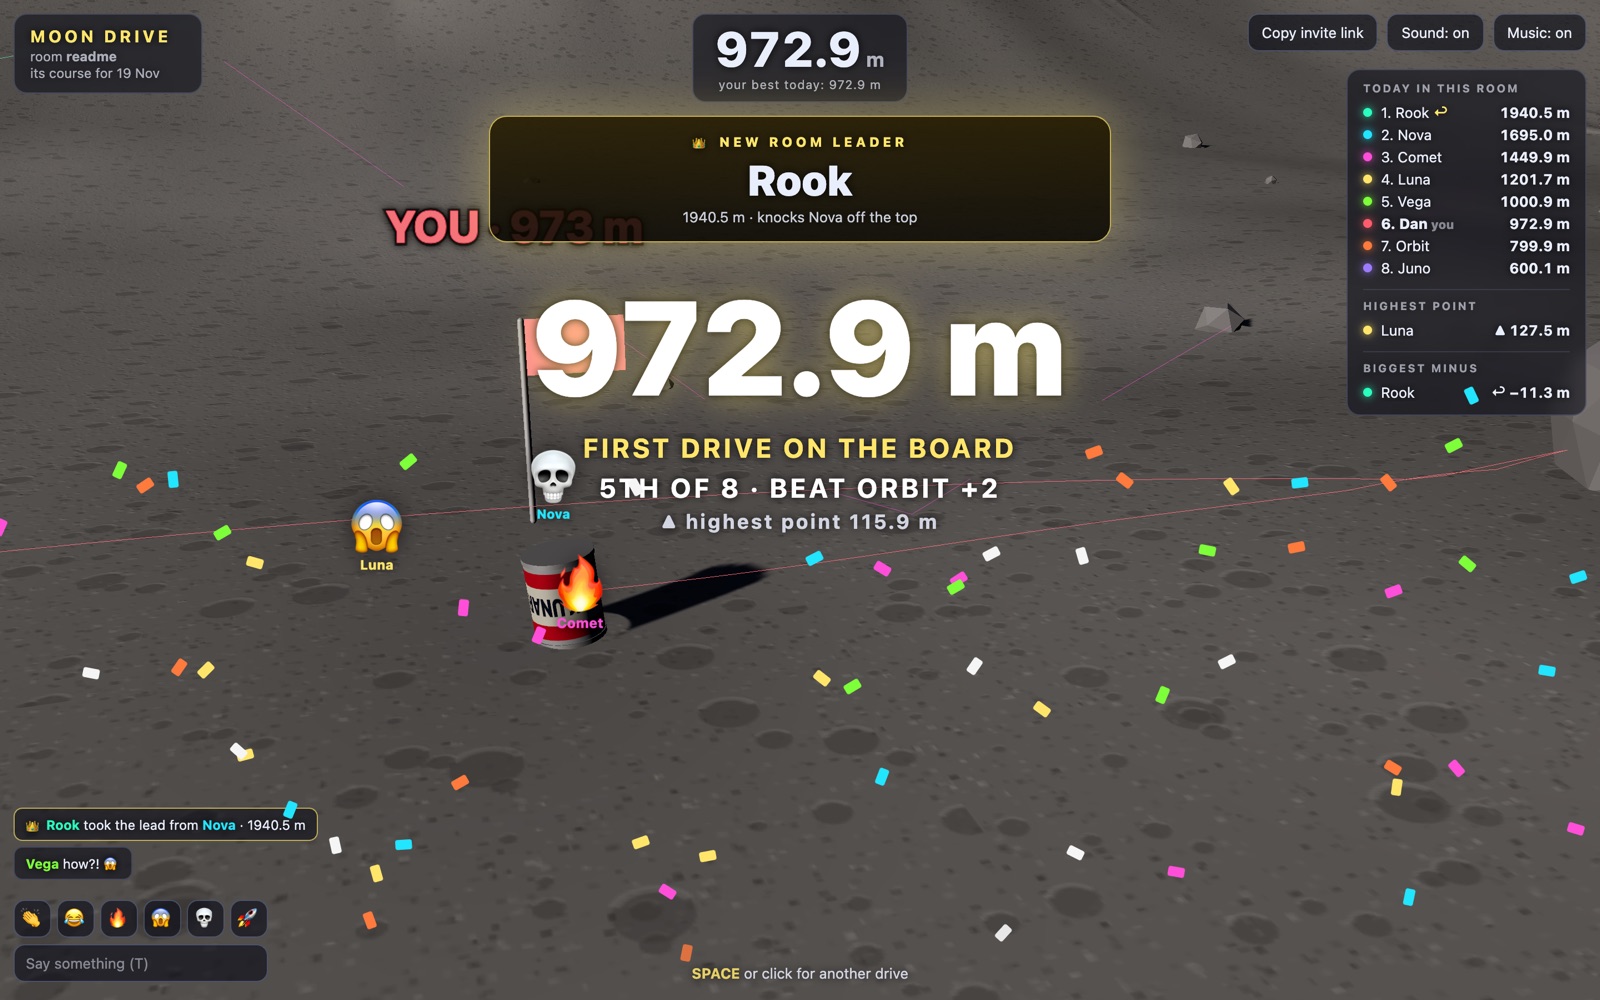 MOON DRIVE
room readme
its course for 19 Nov
972.9 m
your best today: 972.9 m
Copy invite link
Sound: on
Music: on
TODAY IN THIS ROOM
1. Rook ↩ 1940.5 m
2. Nova 1695.0 m
3. Comet 1449.9 m
4. Luna 1201.7 m
5. Vega 1000.9 m
6. Dan you 972.9 m
7. Orbit 799.9 m
8. Juno 600.1 m
HIGHEST POINT
Luna ▲ 127.5 m
BIGGEST MINUS
Rook ↩ −11.3 m
👑 NEW ROOM LEADER
Rook
1940.5 m · knocks Nova off the top
YOU · 973 m
972.9 m
FIRST DRIVE ON THE BOARD
5TH OF 8 · BEAT ORBIT +2
▲ highest point 115.9 m
Nova
Luna
Comet
👑 Rook took the lead from Nova · 1940.5 m
Vega how?! 😱
Say something (T)
SPACE or click for another drive